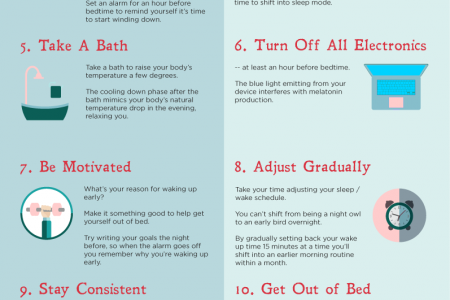 Set an alarm for an hour before
bedtime to remind yourself it's time
to start winding down.
time to shift into sleep mode.
5. Take A Bath
Take a bath to raise your body's
temperature a few degrees.
The cooling down phase after the
bath mimics your body's natural
temperature drop in the evening,
relaxing you.
6. Turn Off All Electronics
-- at least an hour before bedtime.
The blue light emitting from your
device interferes with melatonin
production.
7. Be Motivated
What's your reason for waking up
early?
Make it something good to help get
yourself out of bed.
Try writing your goals the night
before, so when the alarm goes off
you remember why you're waking up
early.
8. Adjust Gradually
Take your time adjusting your sleep /
wake schedule.
You can't shift from being a night owl
to an early bird overnight.
By gradually setting back your wake
up time 15 minutes at a time you'll
shift into an earlier morning routine
within a month.
9. Stay Consistent
10. Get Out of Bed